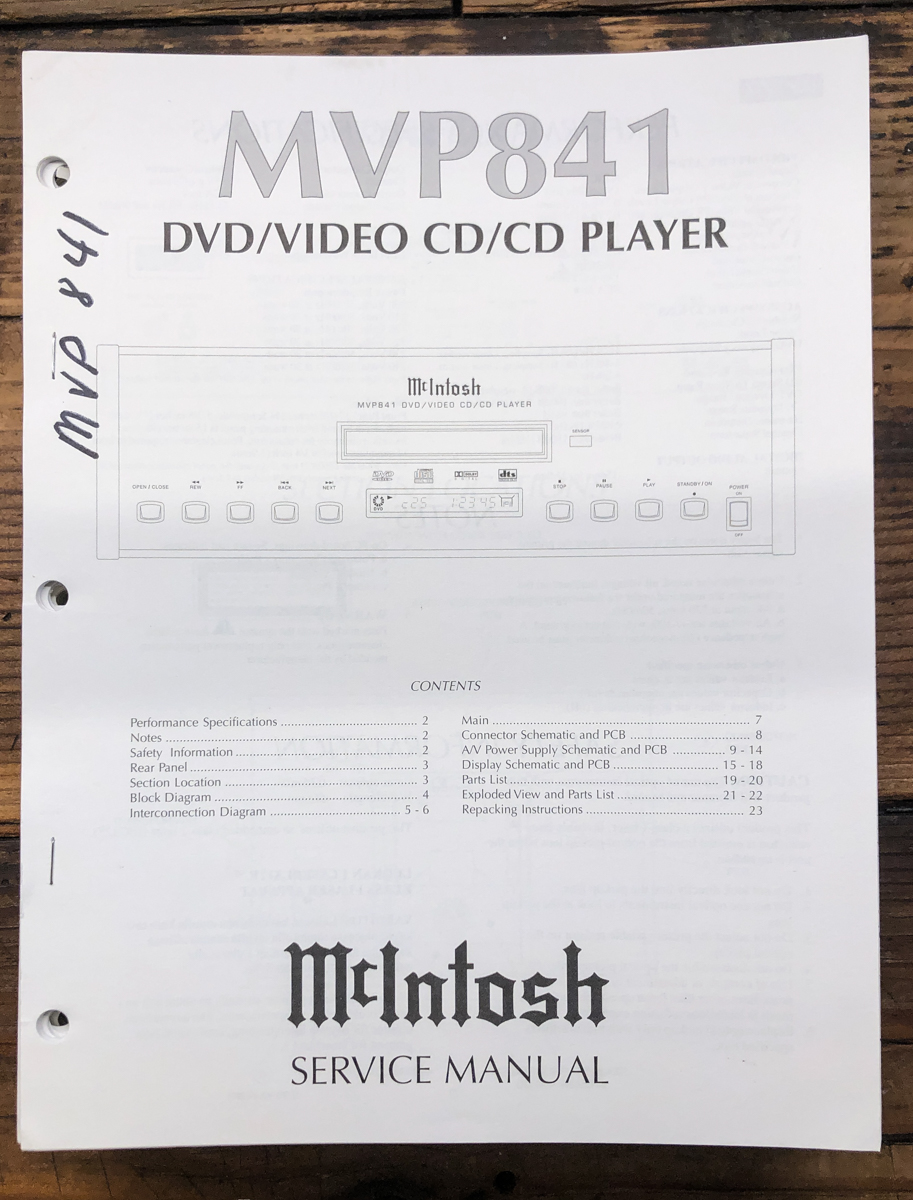 MVP841
DVD/VIDEO CD/CD PLAYER
MVP 841
McIntosh
MVP841 DVD/VIDEO CD/CD PLAYER
SENSOR
DVD
DIGITAL
dts
OPEN / CLOSE
REW
FF
BACK
NEXT
DVD
STOP
PAUSE
PLAY
STANDBY / ON
POWER
ON
OFF
CONTENTS
Performance Specifications ........................................ 2
Notes ........................................ 2
Safety Information ........................................ 2
Rear Panel ........................................ 3
Section Location ........................................ 3
Block Diagram ........................................ 4
Interconnection Diagram ........................................ 5 - 6
Main ........................................ 7
Connector Schematic and PCB ........................................ 8
A/V Power Supply Schematic and PCB .............. 9 - 14
Display Schematic and PCB .............................. 15 - 18
Parts List ........................................ 19 - 20
Exploded View and Parts List ........................... 21 - 22
Repacking Instructions ........................................ 23
McIntosh
SERVICE MANUAL